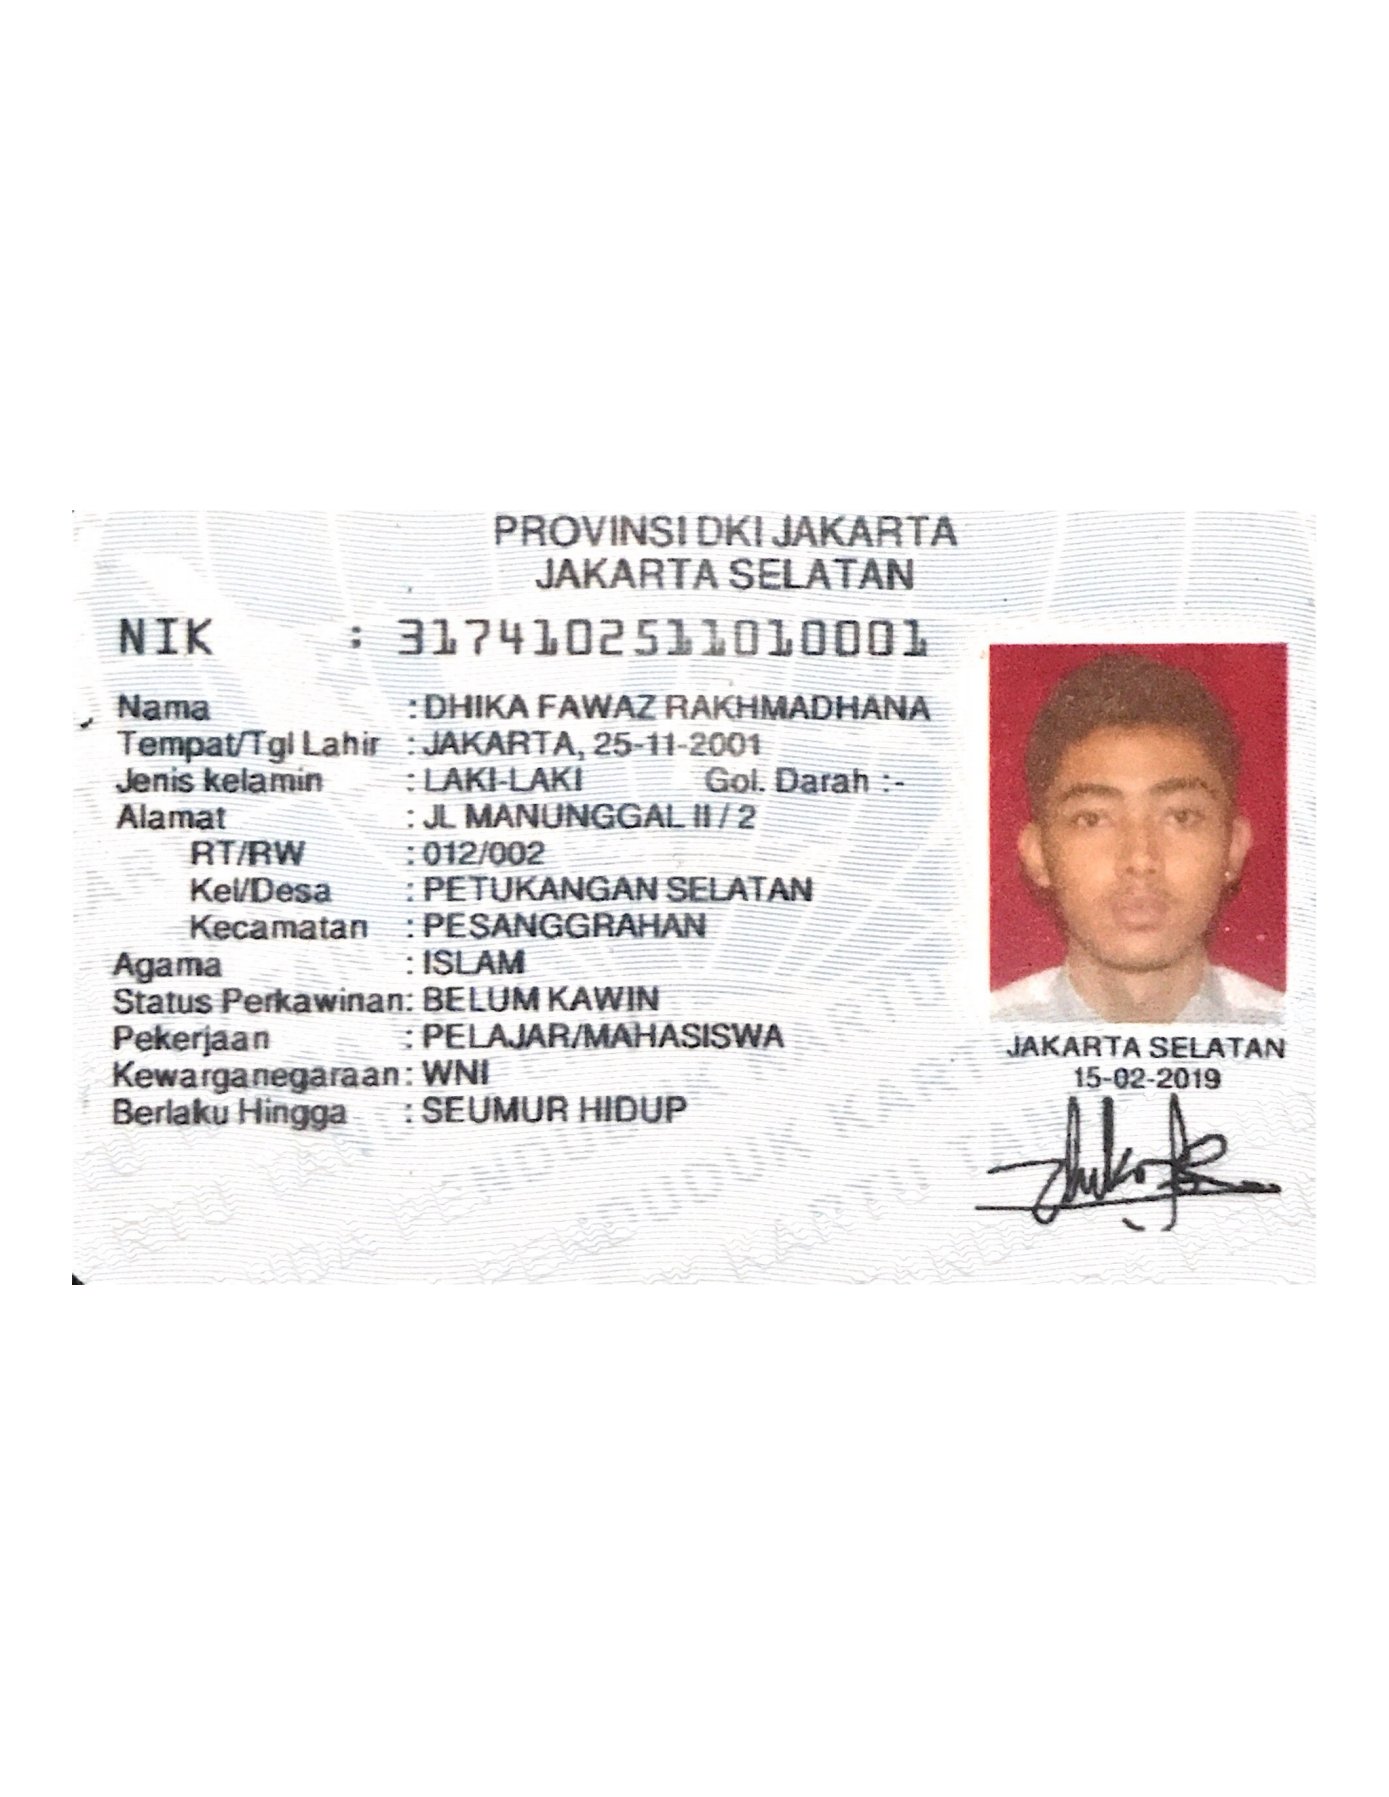 PROVINSI DKI JAKARTA
JAKARTA SELATAN
NIK : 3174102511010001
Nama : DHIKA FAWAZ RAKHMADHANA
Tempat/Tgl Lahir : JAKARTA, 25-11-2001
Jenis kelamin : LAKI-LAKI Gol. Darah :-
Alamat : JL MANUNGGAL II / 2
RT/RW : 012/002
Kel/Desa : PETUKANGAN SELATAN
Kecamatan : PESANGGRAHAN
Agama : ISLAM
Status Perkawinan: BELUM KAWIN
Pekerjaan : PELAJAR/MAHASISWA
Kewarganegaraan: WNI
Berlaku Hingga : SEUMUR HIDUP
JAKARTA SELATAN
15-02-2019